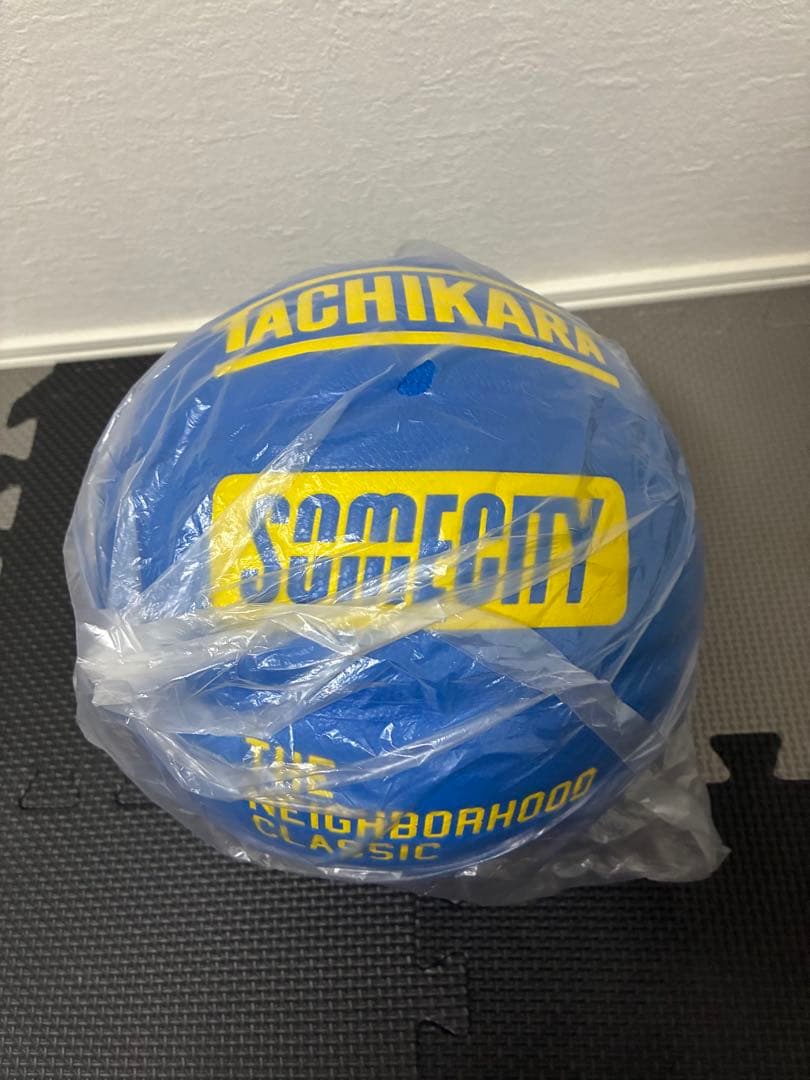 TACHIKARA
SOMECITY
THE
NEIGHBORHOOD
CLASSIC